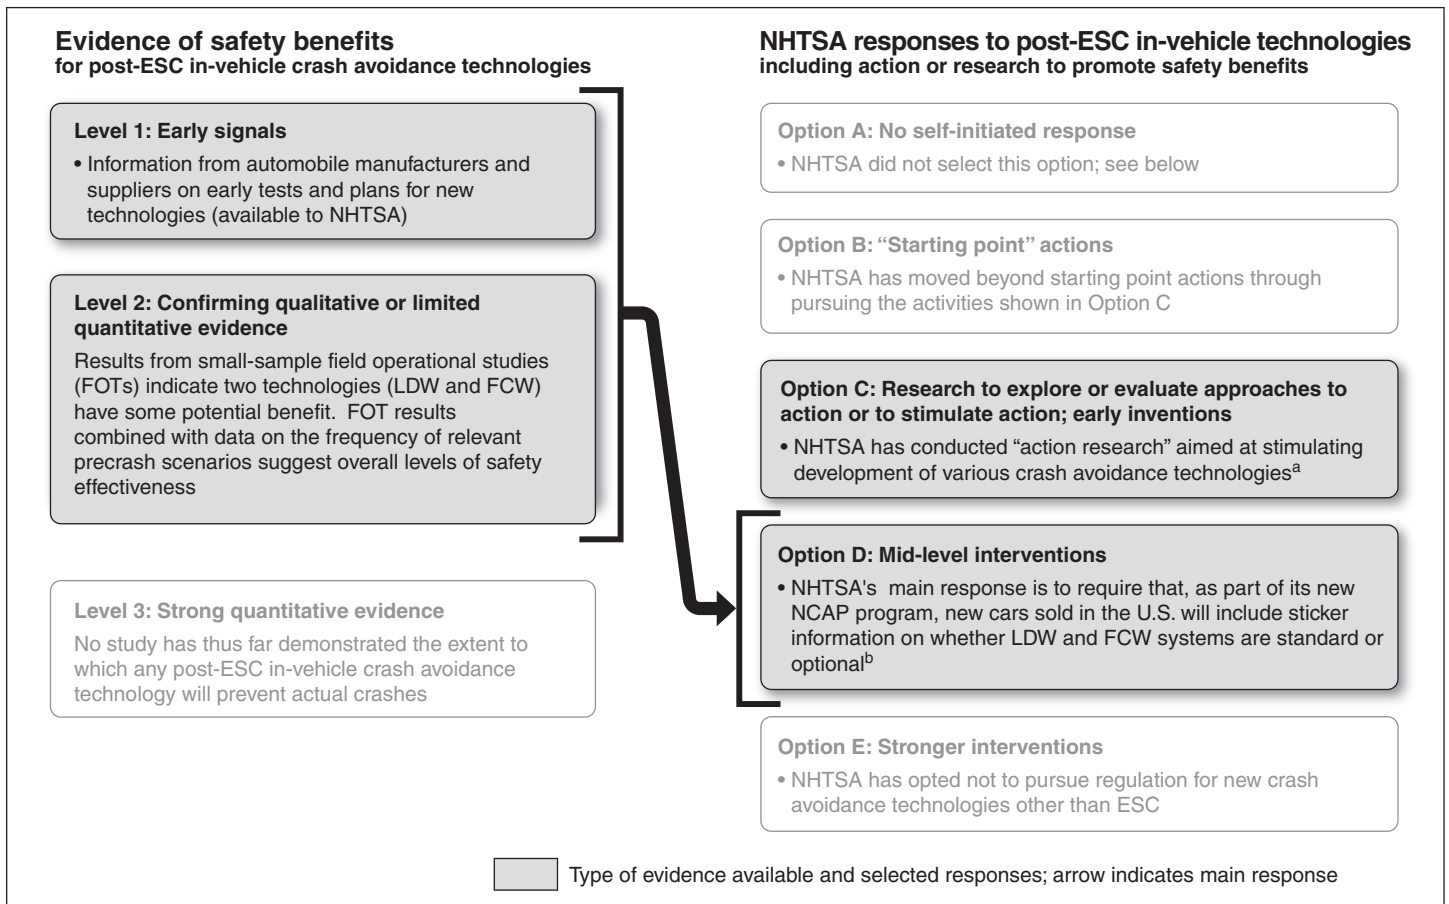 Evidence of safety benefits
for post-ESC in-vehicle crash avoidance technologies
Level 1: Early signals
• Information from automobile manufacturers and
suppliers on early tests and plans for new
technologies (available to NHTSA)
Level 2: Confirming qualitative or limited
quantitative evidence
Results from small-sample field operational studies
(FOTs) indicate two technologies (LDW and FCW)
have some potential benefit.  FOT results
combined with data on the frequency of relevant
precrash scenarios suggest overall levels of safety
effectiveness
Level 3: Strong quantitative evidence
No study has thus far demonstrated the extent to
which any post-ESC in-vehicle crash avoidance
technology will prevent actual crashes
NHTSA responses to post-ESC in-vehicle technologies
including action or research to promote safety benefits
Option A: No self-initiated response
• NHTSA did not select this option; see below
Option B: “Starting point” actions
• NHTSA has moved beyond starting point actions through
pursuing the activities shown in Option C
Option C: Research to explore or evaluate approaches to
action or to stimulate action; early inventions
• NHTSA has conducted “action research” aimed at stimulating
development of various crash avoidance technologiesa
Option D: Mid-level interventions
• NHTSA's  main response is to require that, as part of its new
NCAP program, new cars sold in the U.S. will include sticker
information on whether LDW and FCW systems are standard or
optionalb
Option E: Stronger interventions
• NHTSA has opted not to pursue regulation for new crash
avoidance technologies other than ESC
Type of evidence available and selected responses; arrow indicates main response